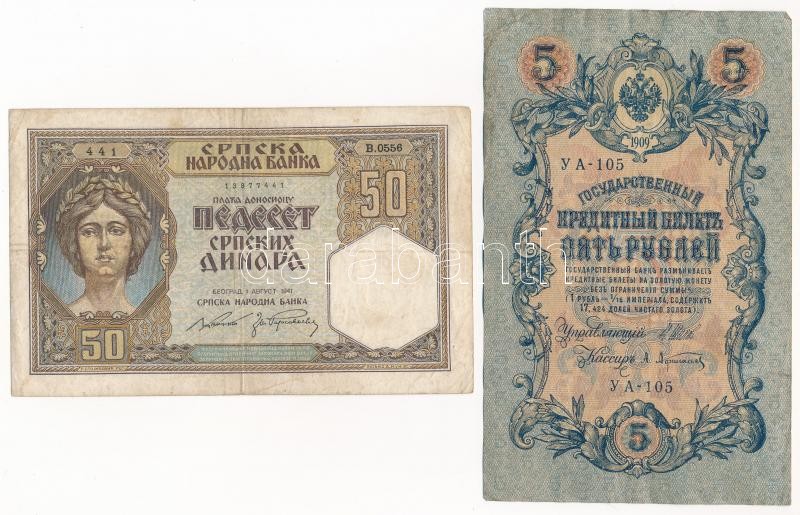 441
СРПСКА
НАРОДНА БАНКА
В.0556
13877441
50
ПЛАЋА ДОНОСИОЦУ
ПЕДЕСЕТ
СРПСКИХ
ДИНАРА
БЕОГРАД, 1 АВГУСТ 1941
СРПСКА НАРОДНА БАНКА
50
5
5
1909
УА-105
ГОСУДАРСТВЕННЫЙ
КРЕДИТНЫЙ БИЛЕТЪ
ПЯТЬ РУБЛЕЙ
ГОСУДАРСТВЕННЫЙ БАНКЪ РАЗМѢНИВАЕТЪ
КРЕДИТНЫЕ БИЛЕТЫ НА ЗОЛОТУЮ МОНЕТУ
БЕЗЪ ОГРАНИЧЕНІЯ СУММЫ
(1 РУБЛЬ = 1/15 ИМПЕРІАЛА, СОДЕРЖИТЪ
17,424 ДОЛЕЙ ЧИСТАГО ЗОЛОТА).
Управляющій
Кассиръ
УА-105
5
darabanth